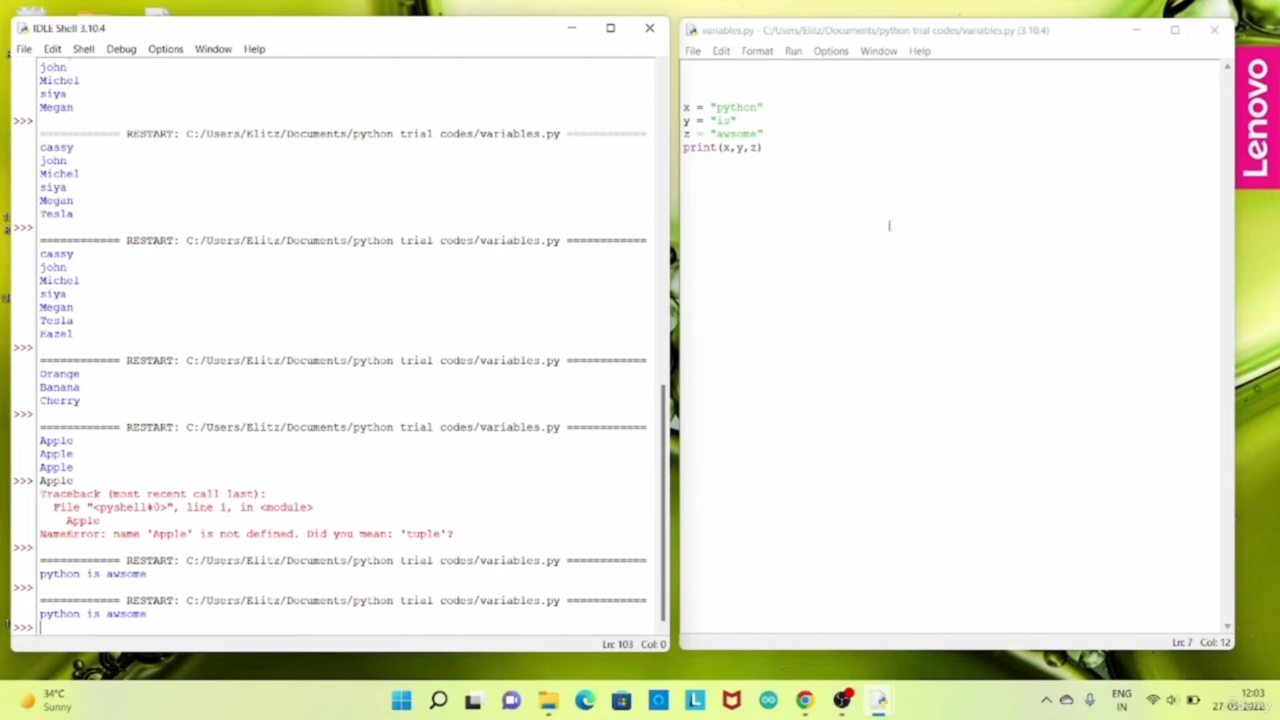 IDLE Shell 3.10.4
File Edit Shell Debug Options Window Help
john
Michel
siya
Megan
>>>
============ RESTART: C:/Users/Elitz/Documents/python trial codes/variables.py ============
cassy
john
Michel
siya
Megan
Tesla
>>>
============ RESTART: C:/Users/Elitz/Documents/python trial codes/variables.py ============
cassy
john
Michel
siya
Megan
Tesla
Hazel
>>>
============ RESTART: C:/Users/Elitz/Documents/python trial codes/variables.py ============
Orange
Banana
Cherry
>>>
============ RESTART: C:/Users/Elitz/Documents/python trial codes/variables.py ============
Apple
Apple
Apple
>>> Apple
Traceback (most recent call last):
File "<pyshell#0>", line 1, in <module>
Apple
NameError: name 'Apple' is not defined. Did you mean: 'tuple'?
>>>
============ RESTART: C:/Users/Elitz/Documents/python trial codes/variables.py ============
python is awsome
>>>
============ RESTART: C:/Users/Elitz/Documents/python trial codes/variables.py ============
python is awsome
>>>
Ln: 103 Col: 0
variables.py - C:/Users/Elitz/Documents/python trial codes/variables.py (3.10.4)
File Edit Format Run Options Window Help
x = "python"
y = "is"
z = "awsome"
print(x,y,z)
Ln: 7 Col: 12
Lenovo
34°C
Sunny
ENG
IN
12:03